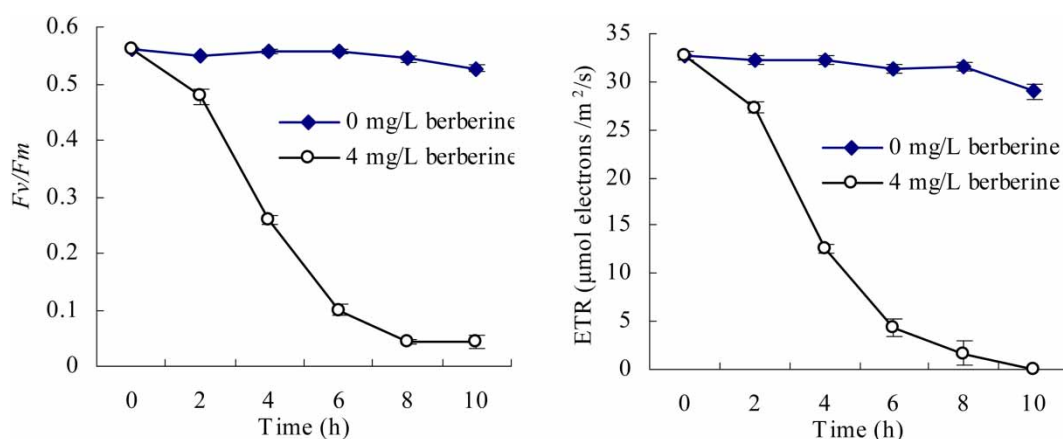 0.6
0.5
0.4
0.3
0.2
0.1
0
Fv/Fm
0 mg/L berberine
4 mg/L berberine
0 2 4 6 8 10
Time (h)
35
30
25
20
15
10
5
0
ETR (μmol electrons /m²/s)
0 mg/L berberine
4 mg/L berberine
0 2 4 6 8 10
Time (h)